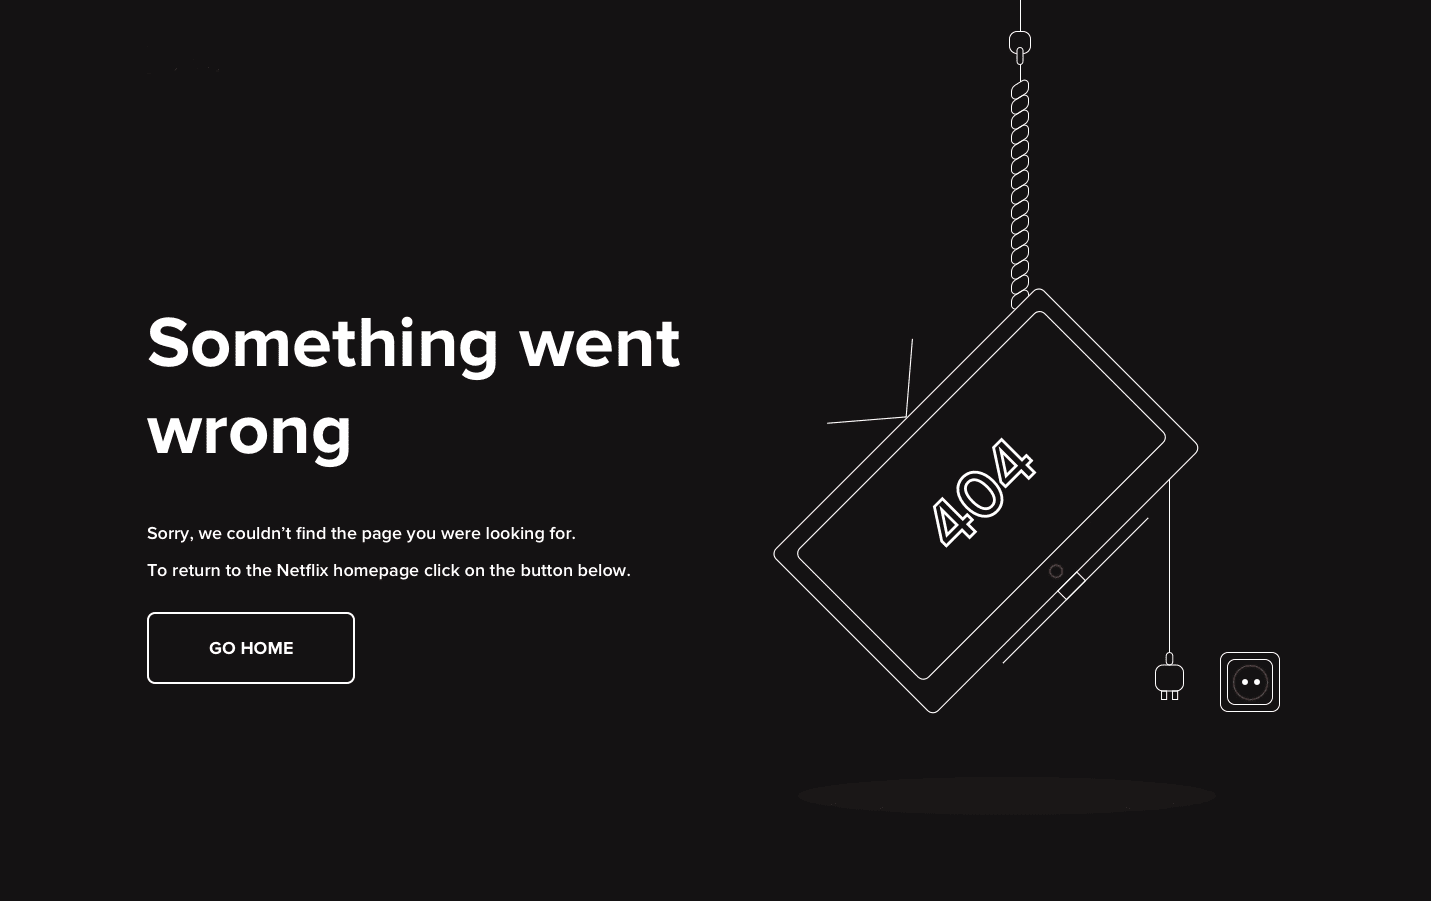 Something went
wrong
Sorry, we couldn’t find the page you were looking for.
To return to the Netflix homepage click on the button below.
GO HOME
404